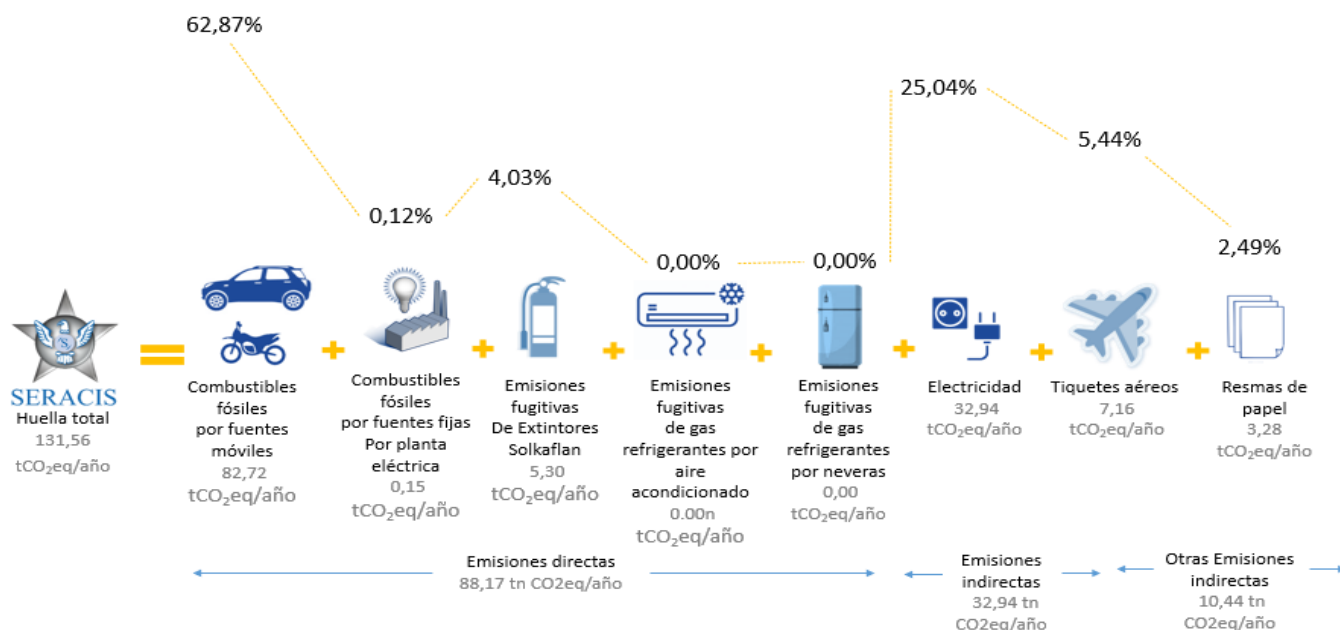 62,87%
0,12%
4,03%
0,00%
0,00%
25,04%
5,44%
2,49%
S
SERACIS
Huella total
131,56
tCO₂eq/año
Combustibles
fósiles
por fuentes
móviles
82,72
tCO₂eq/año
Combustibles
fósiles
por fuentes fijas
Por planta
eléctrica
0,15
tCO₂eq/año
Emisiones
fugitivas
De Extintores
Solkaflan
5,30
tCO₂eq/año
Emisiones
fugitivas
de gas
refrigerantes por
aire
acondicionado
0.00n
tCO₂eq/año
Emisiones
fugitivas
de gas
refrigerantes
por neveras
0,00
tCO₂eq/año
Electricidad
32,94
tCO₂eq/año
Tiquetes aéreos
7,16
tCO₂eq/año
Resmas de
papel
3,28
tCO₂eq/año
Emisiones directas
88,17 tn CO2eq/año
Emisiones
indirectas
32,94 tn
CO2eq/año
Otras Emisiones
indirectas
10,44 tn
CO2eq/año